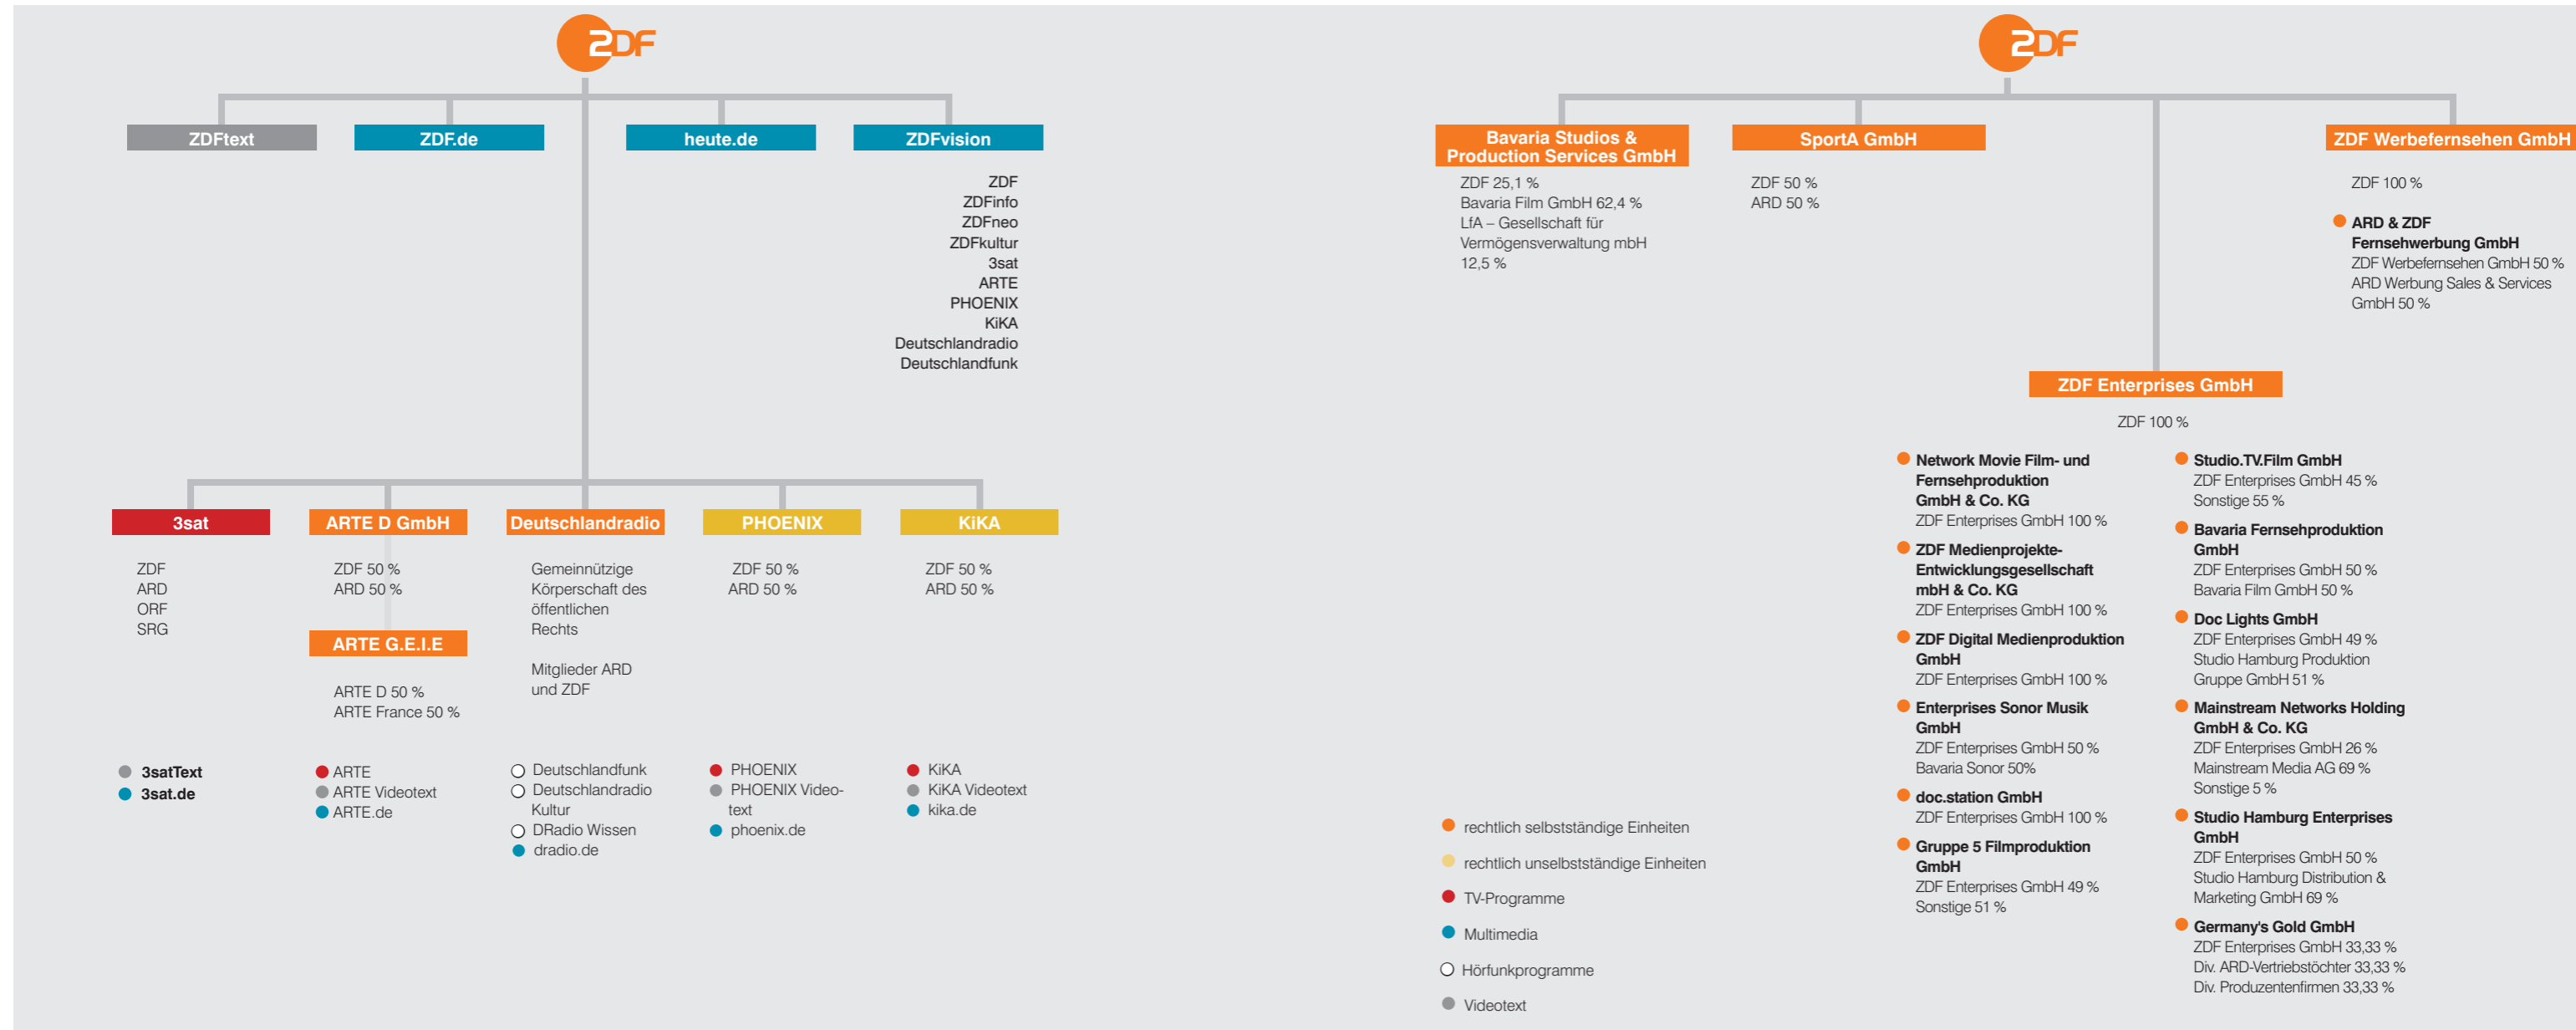 ZDF
ZDFtext
ZDF.de
heute.de
ZDFvision
ZDF
ZDFinfo
ZDFneo
ZDFkultur
3sat
ARTE
PHOENIX
KiKA
Deutschlandradio
Deutschlandfunk
3sat
ZDF
ARD
ORF
SRG
3satText
3sat.de
ARTE D GmbH
ZDF 50 %
ARD 50 %
ARTE G.E.I.E
ARTE D 50 %
ARTE France 50 %
ARTE
ARTE Videotext
ARTE.de
Deutschlandradio
Gemeinnützige
Körperschaft des
öffentlichen
Rechts
Mitglieder ARD
und ZDF
Deutschlandfunk
Deutschlandradio
Kultur
DRadio Wissen
dradio.de
PHOENIX
ZDF 50 %
ARD 50 %
PHOENIX
PHOENIX Video-
text
phoenix.de
KiKA
ZDF 50 %
ARD 50 %
KiKA
KiKA Videotext
kika.de
ZDF
Bavaria Studios &
Production Services GmbH
ZDF 25,1 %
Bavaria Film GmbH 62,4 %
LfA – Gesellschaft für
Vermögensverwaltung mbH
12,5 %
SportA GmbH
ZDF 50 %
ARD 50 %
ZDF Werbefernsehen GmbH
ZDF 100 %
ARD & ZDF
Fernsehwerbung GmbH
ZDF Werbefernsehen GmbH 50 %
ARD Werbung Sales & Services
GmbH 50 %
ZDF Enterprises GmbH
ZDF 100 %
Network Movie Film- und
Fernsehproduktion
GmbH & Co. KG
ZDF Enterprises GmbH 100 %
ZDF Medienprojekte-
Entwicklungsgesellschaft
mbH & Co. KG
ZDF Enterprises GmbH 100 %
ZDF Digital Medienproduktion
GmbH
ZDF Enterprises GmbH 100 %
Enterprises Sonor Musik
GmbH
ZDF Enterprises GmbH 50 %
Bavaria Sonor 50%
doc.station GmbH
ZDF Enterprises GmbH 100 %
Gruppe 5 Filmproduktion
GmbH
ZDF Enterprises GmbH 49 %
Sonstige 51 %
Studio.TV.Film GmbH
ZDF Enterprises GmbH 45 %
Sonstige 55 %
Bavaria Fernsehproduktion
GmbH
ZDF Enterprises GmbH 50 %
Bavaria Film GmbH 50 %
Doc Lights GmbH
ZDF Enterprises GmbH 49 %
Studio Hamburg Produktion
Gruppe GmbH 51 %
Mainstream Networks Holding
GmbH & Co. KG
ZDF Enterprises GmbH 26 %
Mainstream Media AG 69 %
Sonstige 5 %
Studio Hamburg Enterprises
GmbH
ZDF Enterprises GmbH 50 %
Studio Hamburg Distribution &
Marketing GmbH 69 %
Germany's Gold GmbH
ZDF Enterprises GmbH 33,33 %
Div. ARD-Vertriebstöchter 33,33 %
Div. Produzentenfirmen 33,33 %
rechtlich selbstständige Einheiten
rechtlich unselbstständige Einheiten
TV-Programme
Multimedia
Hörfunkprogramme
Videotext